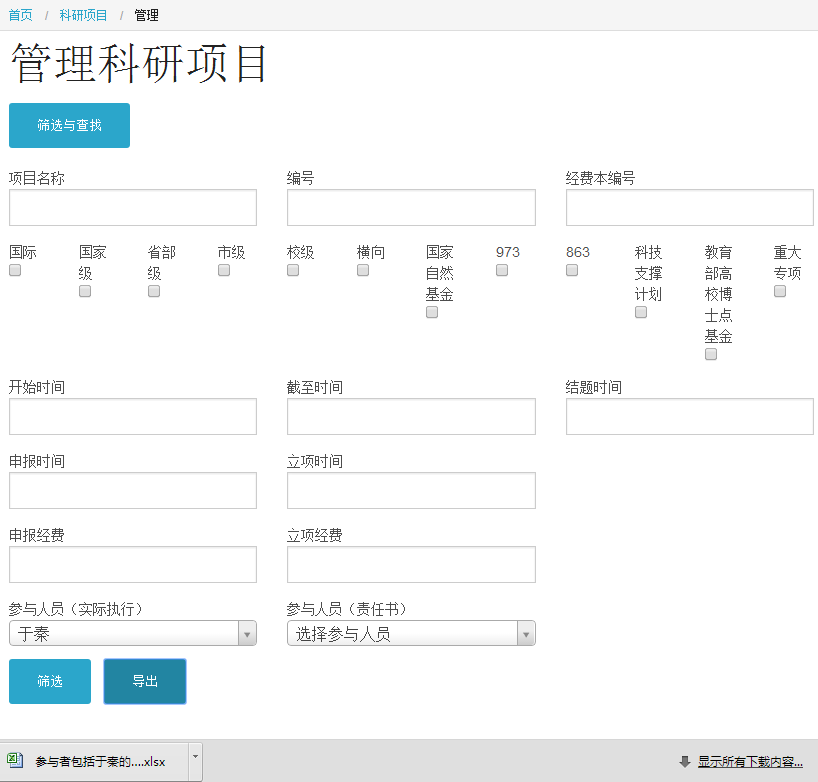 首页 / 科研项目 / 管理
管理科研项目
筛选与查找
项目名称 编号 经费本编号
国际 国家级 省部级 市级 校级 横向 国家自然基金 973 863 科技支撑计划 教育部高校博士点基金 重大专项
开始时间 截至时间 结题时间
申报时间 立项时间
申报经费 立项经费
参与人员（实际执行） 参与人员（责任书）
于秦 选择参与人员
筛选 导出
参与者包括于秦的....xlsx 显示所有下载内容...